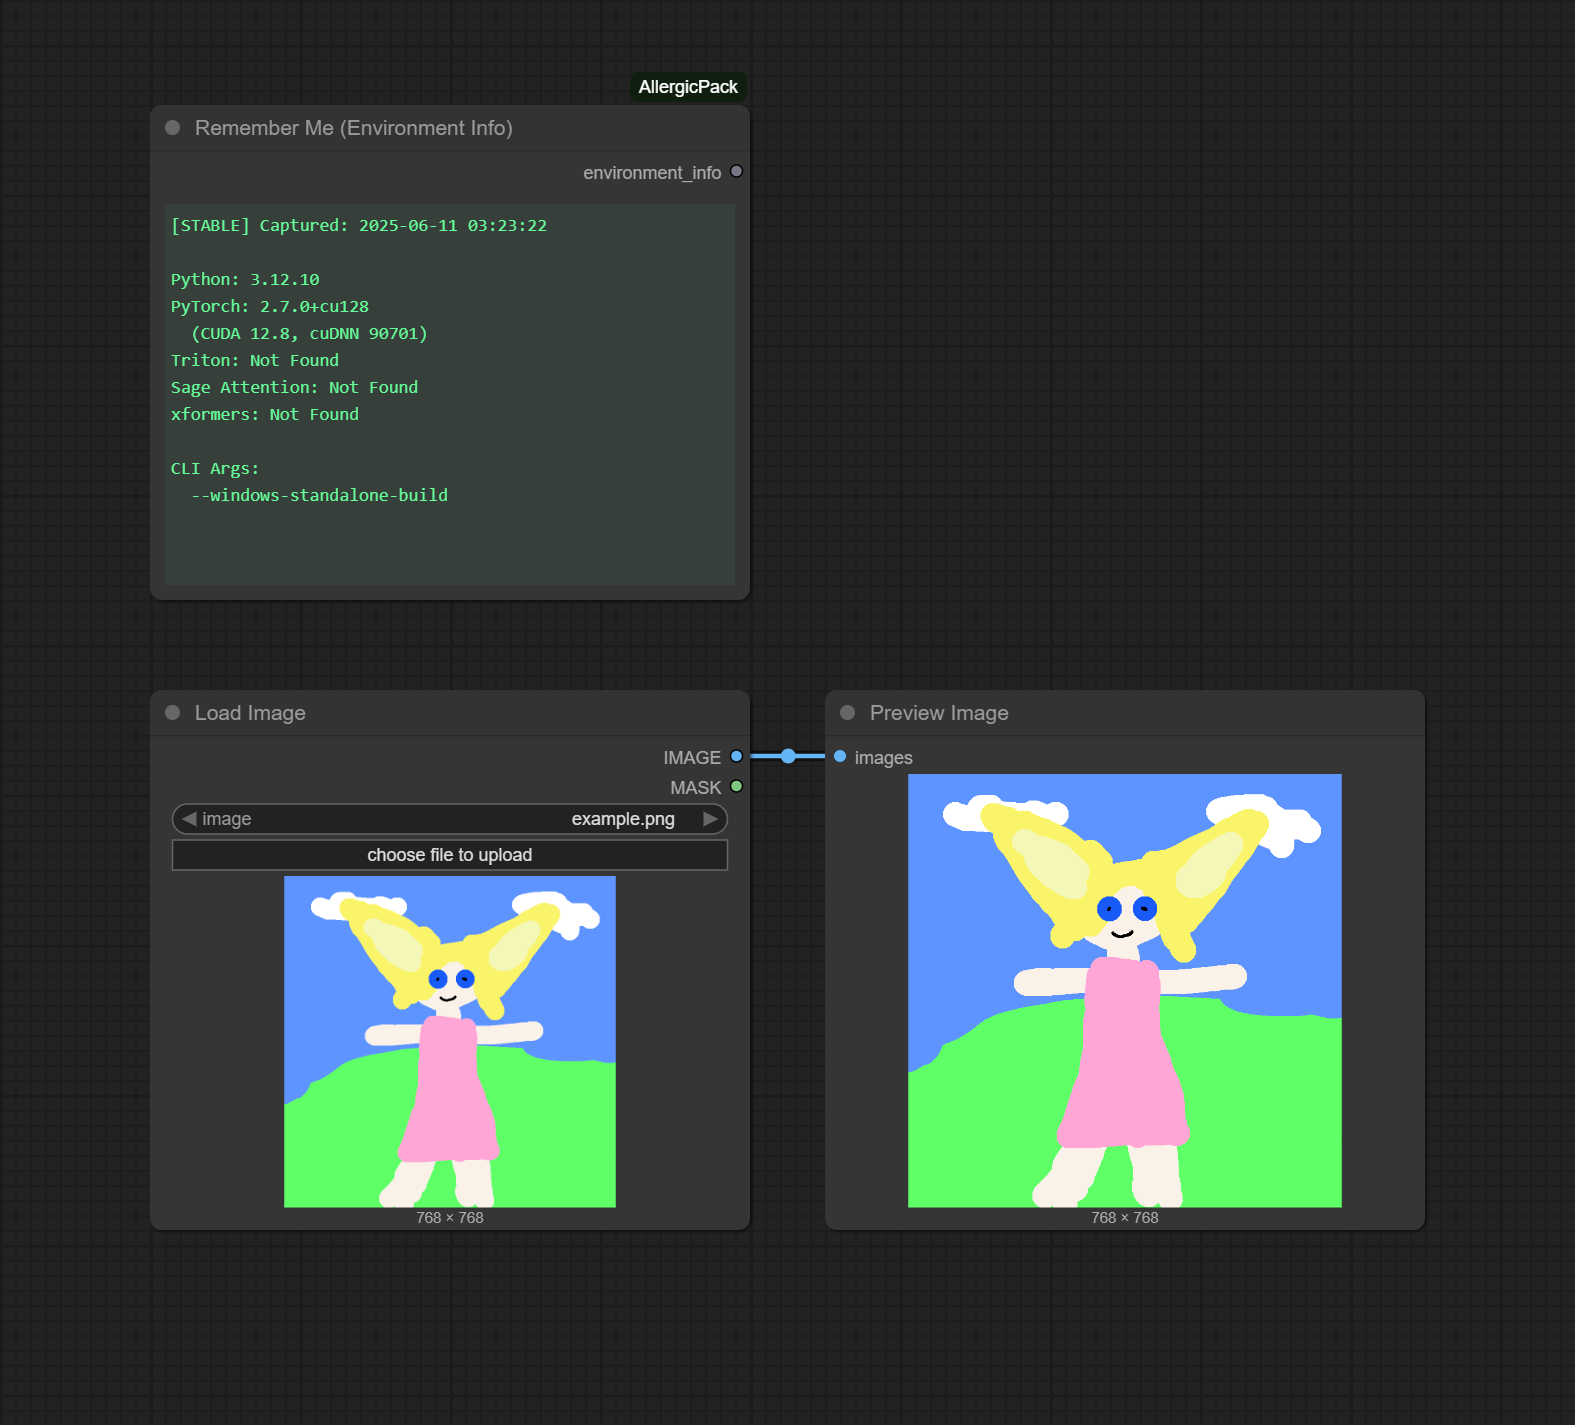 AllergicPack
Remember Me (Environment Info)
environment_info
[STABLE] Captured: 2025-06-11 03:23:22
Python: 3.12.10
PyTorch: 2.7.0+cu128
(CUDA 12.8, cuDNN 90701)
Triton: Not Found
Sage Attention: Not Found
xformers: Not Found
CLI Args:
--windows-standalone-build
Load Image
IMAGE
MASK
image example.png
choose file to upload
768 × 768
Preview Image
images
768 × 768